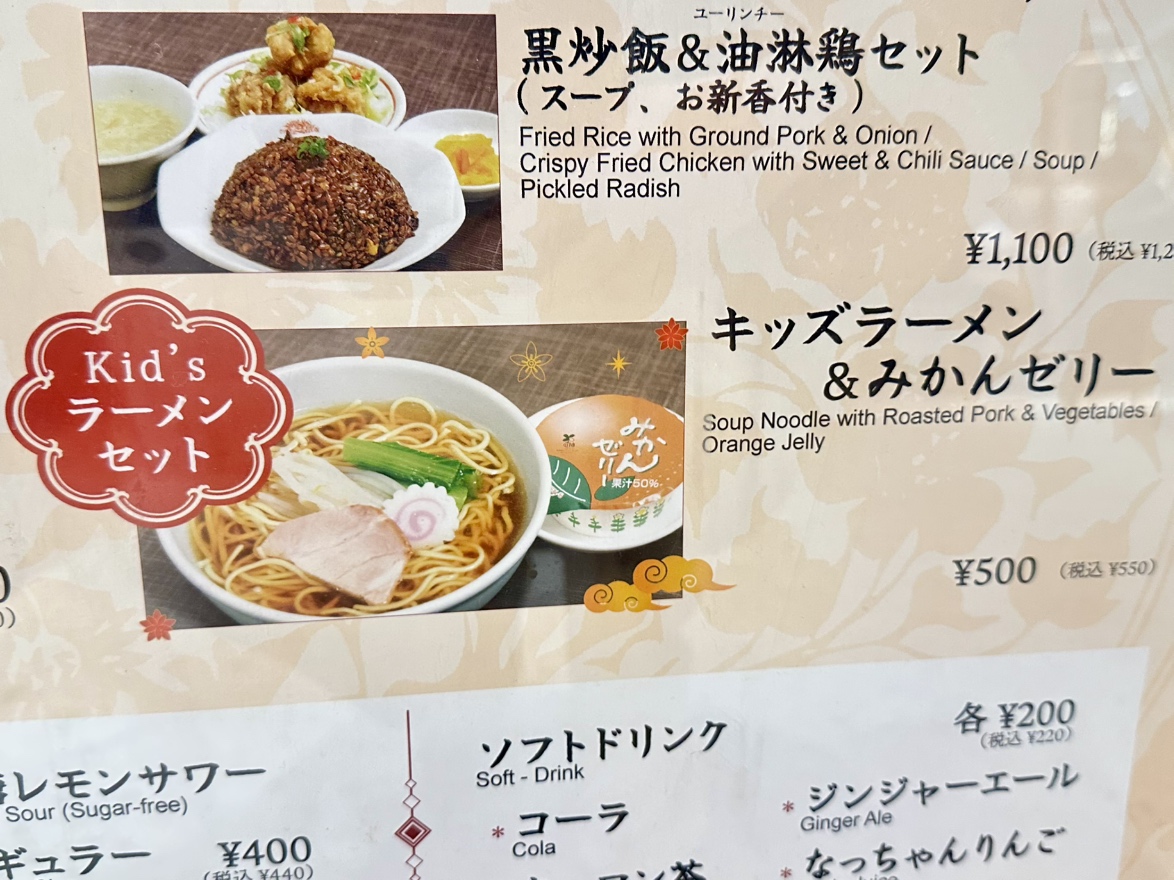 ユーリンチー
黒炒飯&油淋鶏セット
(スープ、お新香付き)
Fried Rice with Ground Pork & Onion /
Crispy Fried Chicken with Sweet & Chili Sauce / Soup /
Pickled Radish
¥1,100 (税込 ¥1,2
Kid's
ラーメン
セット
みかん
ゼリー
果汁50%
キッズラーメン
&みかんゼリー
Soup Noodle with Roasted Pork & Vegetables /
Orange Jelly
¥500 (税込 ¥550)
レモンサワー
Sour (Sugar-free)
ギュラー
¥400
(税込 ¥440)
ソフトドリンク
Soft - Drink
各 ¥200
(税込 ¥220)
* コーラ
Cola
* ジンジャーエール
Ginger Ale
* なっちゃんりんご